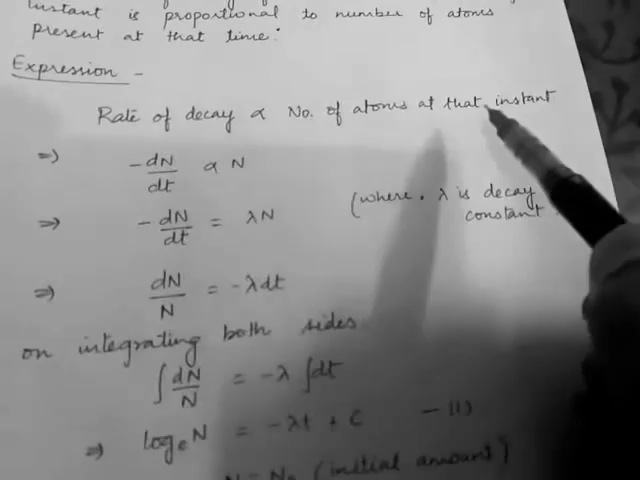 instant is proportional to number of atoms
present at that time.
Expression -
Rate of decay ∝ No. of atoms at that instant
=) -dN/dt ∝ N
=> -dN/dt = λN (where, λ is decay constant
=) dN/N = -λdt
on integrating both sides.
∫dN/N = -λ ∫dt
=> logₑN = -λt + C —(1)
N = N₀ (initial amount)